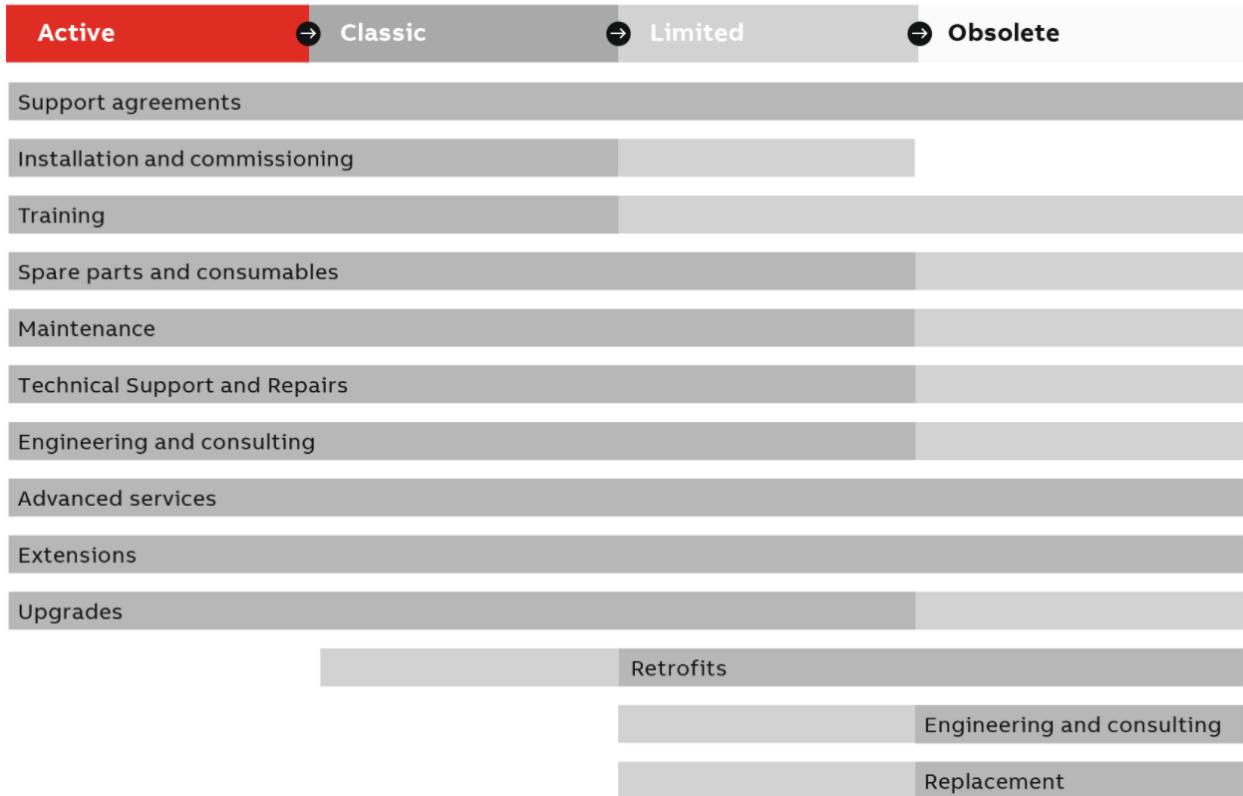 Active
Classic
Limited
Obsolete
Support agreements
Installation and commissioning
Training
Spare parts and consumables
Maintenance
Technical Support and Repairs
Engineering and consulting
Advanced services
Extensions
Upgrades
Retrofits
Engineering and consulting
Replacement